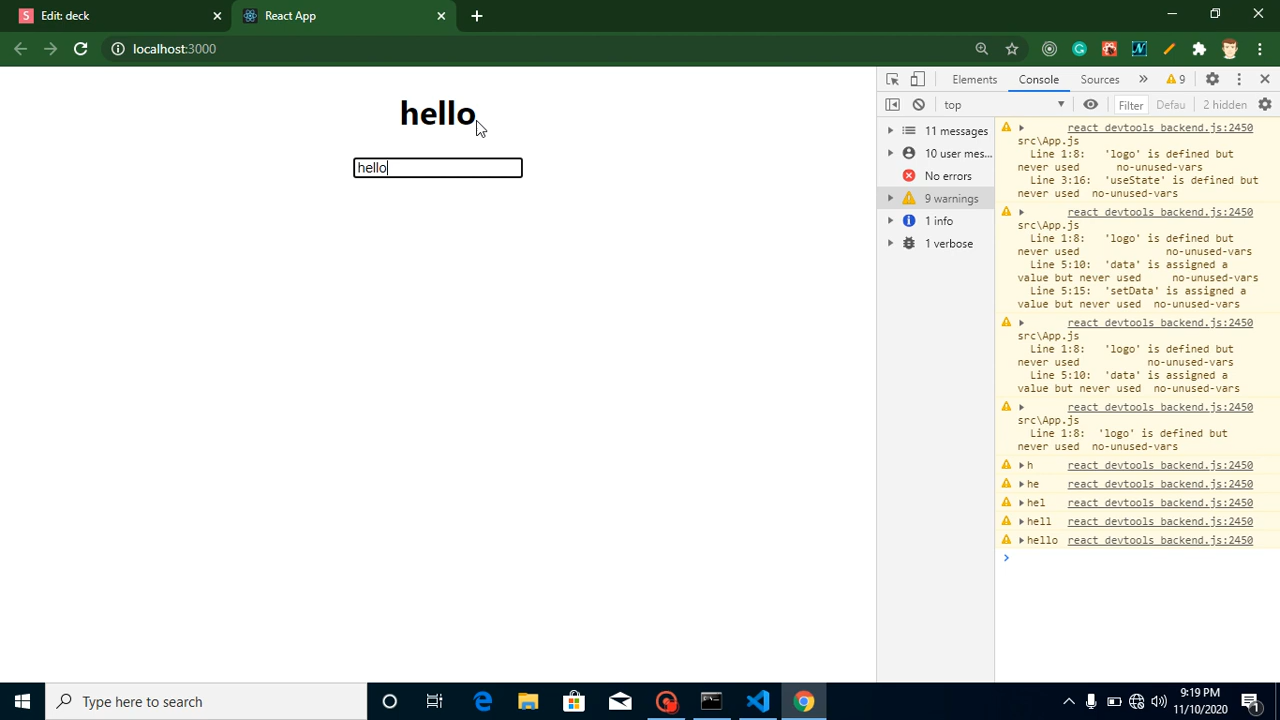 Edit: deck
React App
localhost:3000
hello
hello
Elements Console Sources » 9
top Filter Defau 2 hidden
11 messages
10 user mes...
No errors
9 warnings
1 info
1 verbose
react devtools backend.js:2450
src\App.js
Line 1:8: 'logo' is defined but
never used no-unused-vars
Line 3:16: 'useState' is defined but
never used no-unused-vars
react devtools backend.js:2450
src\App.js
Line 1:8: 'logo' is defined but
never used no-unused-vars
Line 5:10: 'data' is assigned a
value but never used no-unused-vars
Line 5:15: 'setData' is assigned a
value but never used no-unused-vars
react devtools backend.js:2450
src\App.js
Line 1:8: 'logo' is defined but
never used no-unused-vars
Line 5:10: 'data' is assigned a
value but never used no-unused-vars
react devtools backend.js:2450
src\App.js
Line 1:8: 'logo' is defined but
never used no-unused-vars
h react devtools backend.js:2450
he react devtools backend.js:2450
hel react devtools backend.js:2450
hell react devtools backend.js:2450
hello react devtools backend.js:2450
Type here to search
9:19 PM
11/10/2020
1